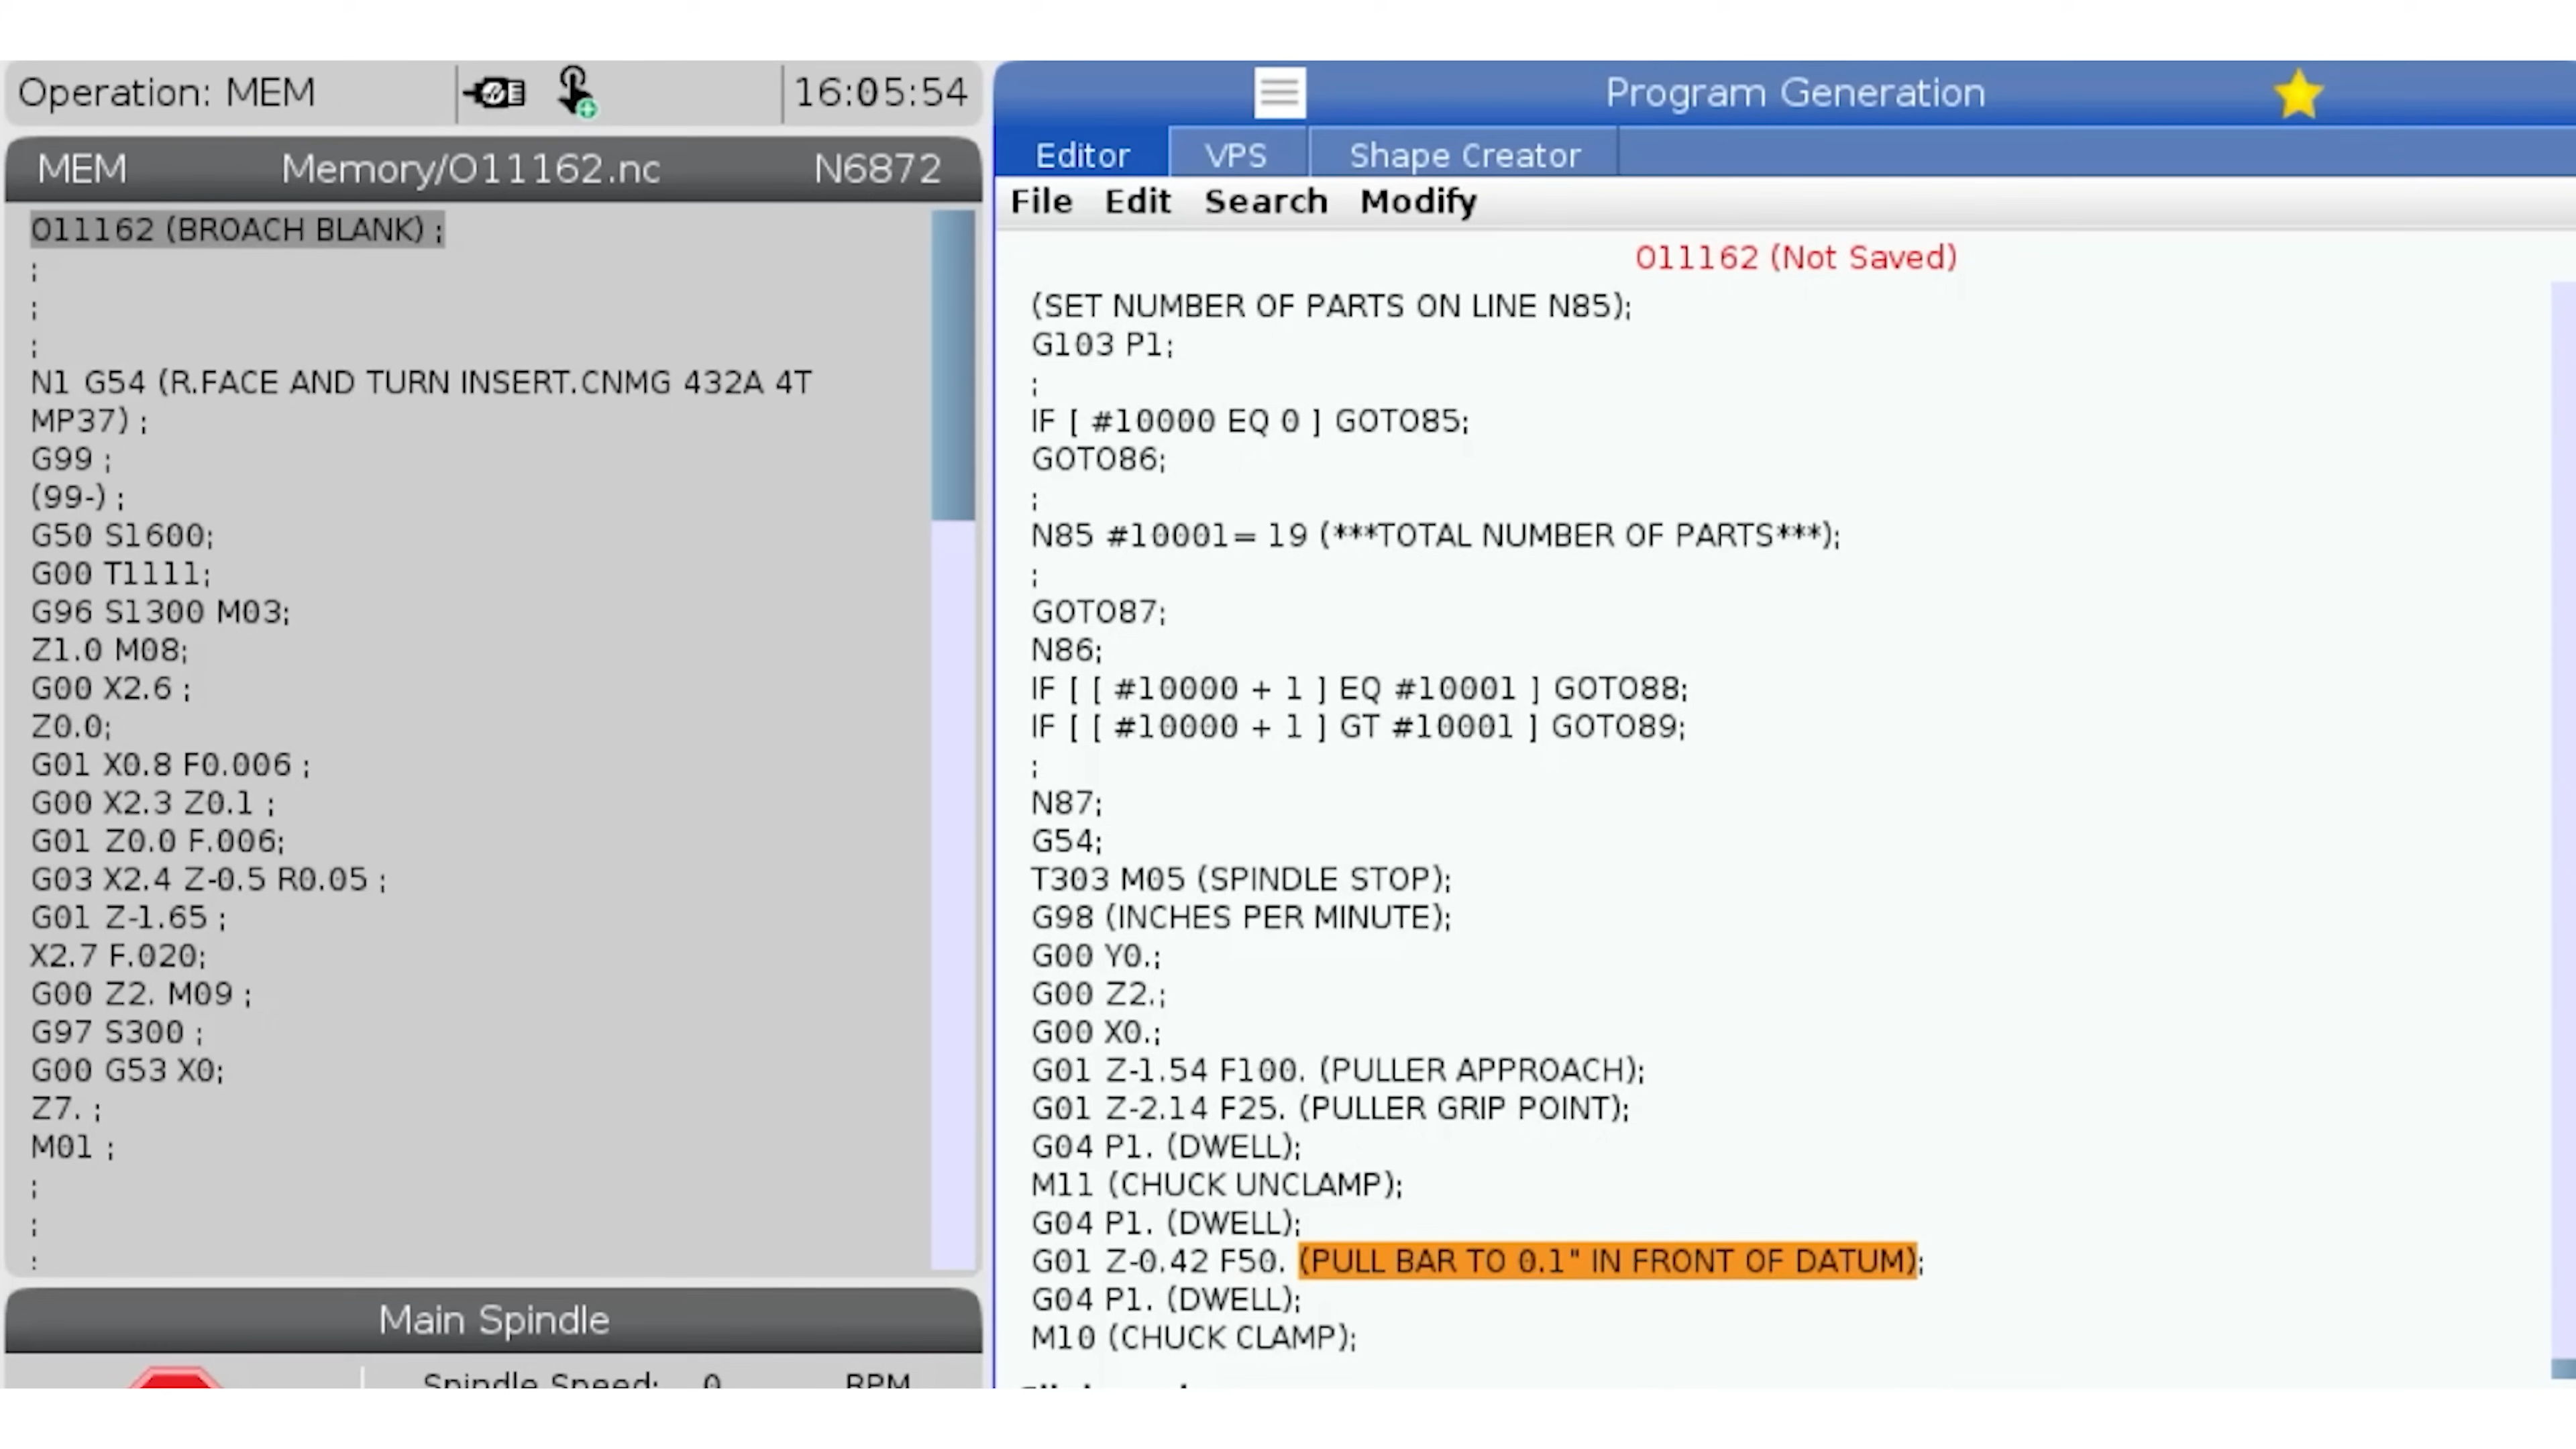 Operation: MEM
16:05:54
MEM Memory/O11162.nc N6872
O11162 (BROACH BLANK) ;
;
;
;
N1 G54 (R.FACE AND TURN INSERT.CNMG 432A 4T
MP37) ;
G99 ;
(99-) ;
G50 S1600;
G00 T1111;
G96 S1300 M03;
Z1.0 M08;
G00 X2.6 ;
Z0.0;
G01 X0.8 F0.006 ;
G00 X2.3 Z0.1 ;
G01 Z0.0 F.006;
G03 X2.4 Z-0.5 R0.05 ;
G01 Z-1.65 ;
X2.7 F.020;
G00 Z2. M09 ;
G97 S300 ;
G00 G53 X0;
Z7. ;
M01 ;
;
;
;
Main Spindle
Spindle Speed: 0 RPM
Program Generation
Editor VPS Shape Creator
File Edit Search Modify
O11162 (Not Saved)
(SET NUMBER OF PARTS ON LINE N85);
G103 P1;
;
IF [ #10000 EQ 0 ] GOTO85;
GOTO86;
;
N85 #10001= 19 (***TOTAL NUMBER OF PARTS***);
;
GOTO87;
N86;
IF [ [ #10000 + 1 ] EQ #10001 ] GOTO88;
IF [ [ #10000 + 1 ] GT #10001 ] GOTO89;
;
N87;
G54;
T303 M05 (SPINDLE STOP);
G98 (INCHES PER MINUTE);
G00 Y0.;
G00 Z2.;
G00 X0.;
G01 Z-1.54 F100. (PULLER APPROACH);
G01 Z-2.14 F25. (PULLER GRIP POINT);
G04 P1. (DWELL);
M11 (CHUCK UNCLAMP);
G04 P1. (DWELL);
G01 Z-0.42 F50. (PULL BAR TO 0.1" IN FRONT OF DATUM);
G04 P1. (DWELL);
M10 (CHUCK CLAMP);